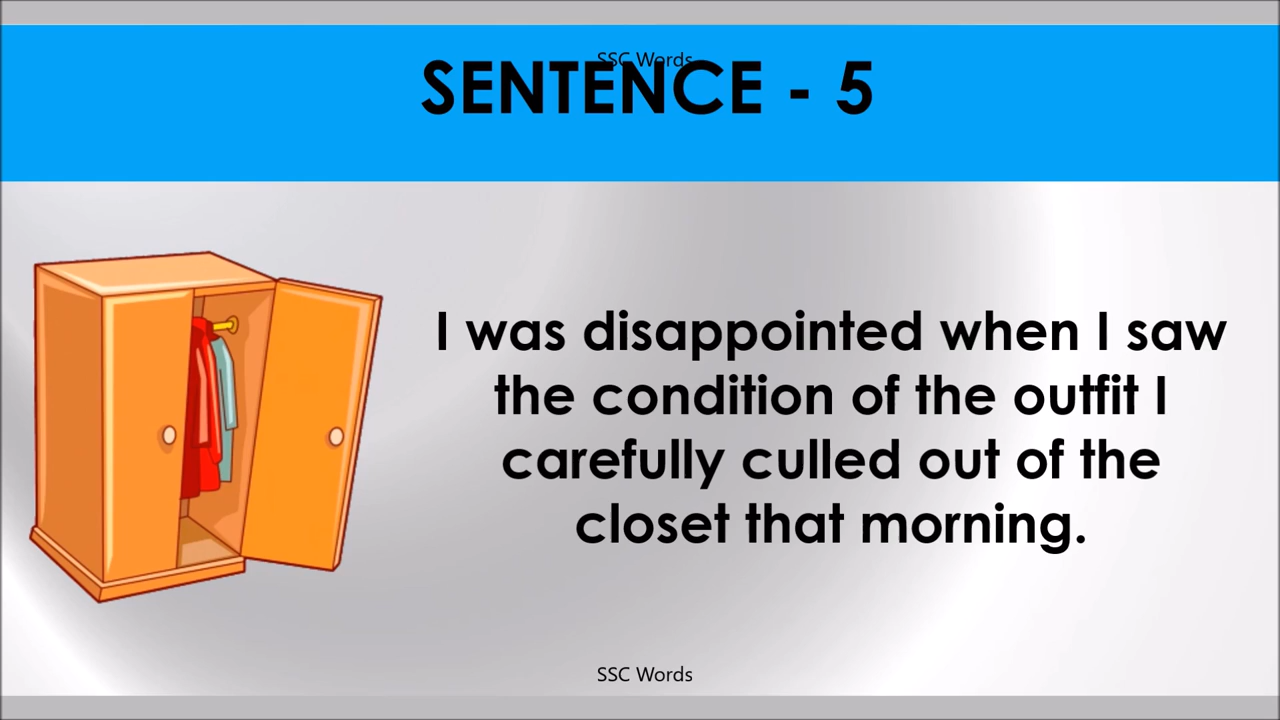 SSC Words
SENTENCE - 5
I was disappointed when I saw
the condition of the outfit I
carefully culled out of the
closet that morning.
SSC Words